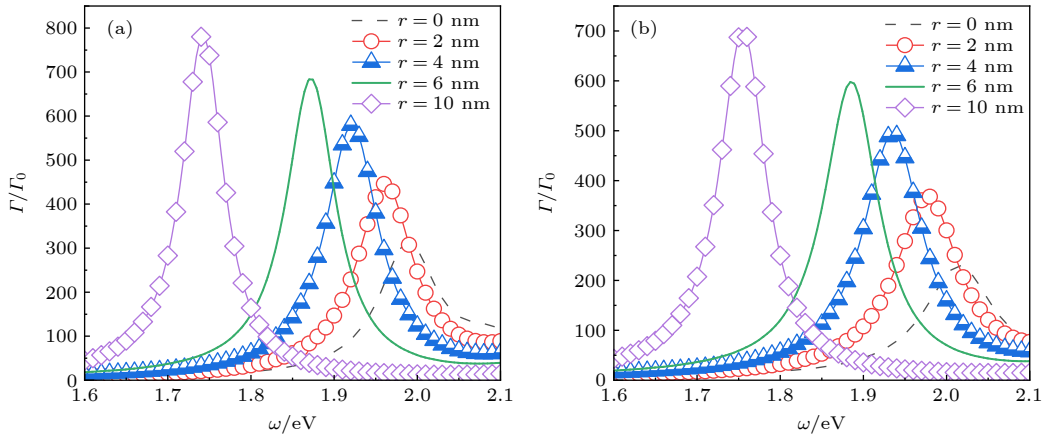 (a)
r = 0 nm
r = 2 nm
r = 4 nm
r = 6 nm
r = 10 nm
800
700
600
500
400
300
200
100
0
Γ/Γ0
1.6 1.7 1.8 1.9 2.0 2.1
ω/eV
(b)
r = 0 nm
r = 2 nm
r = 4 nm
r = 6 nm
r = 10 nm
700
600
500
400
300
200
100
0
Γ/Γ0
1.6 1.7 1.8 1.9 2.0 2.1
ω/eV